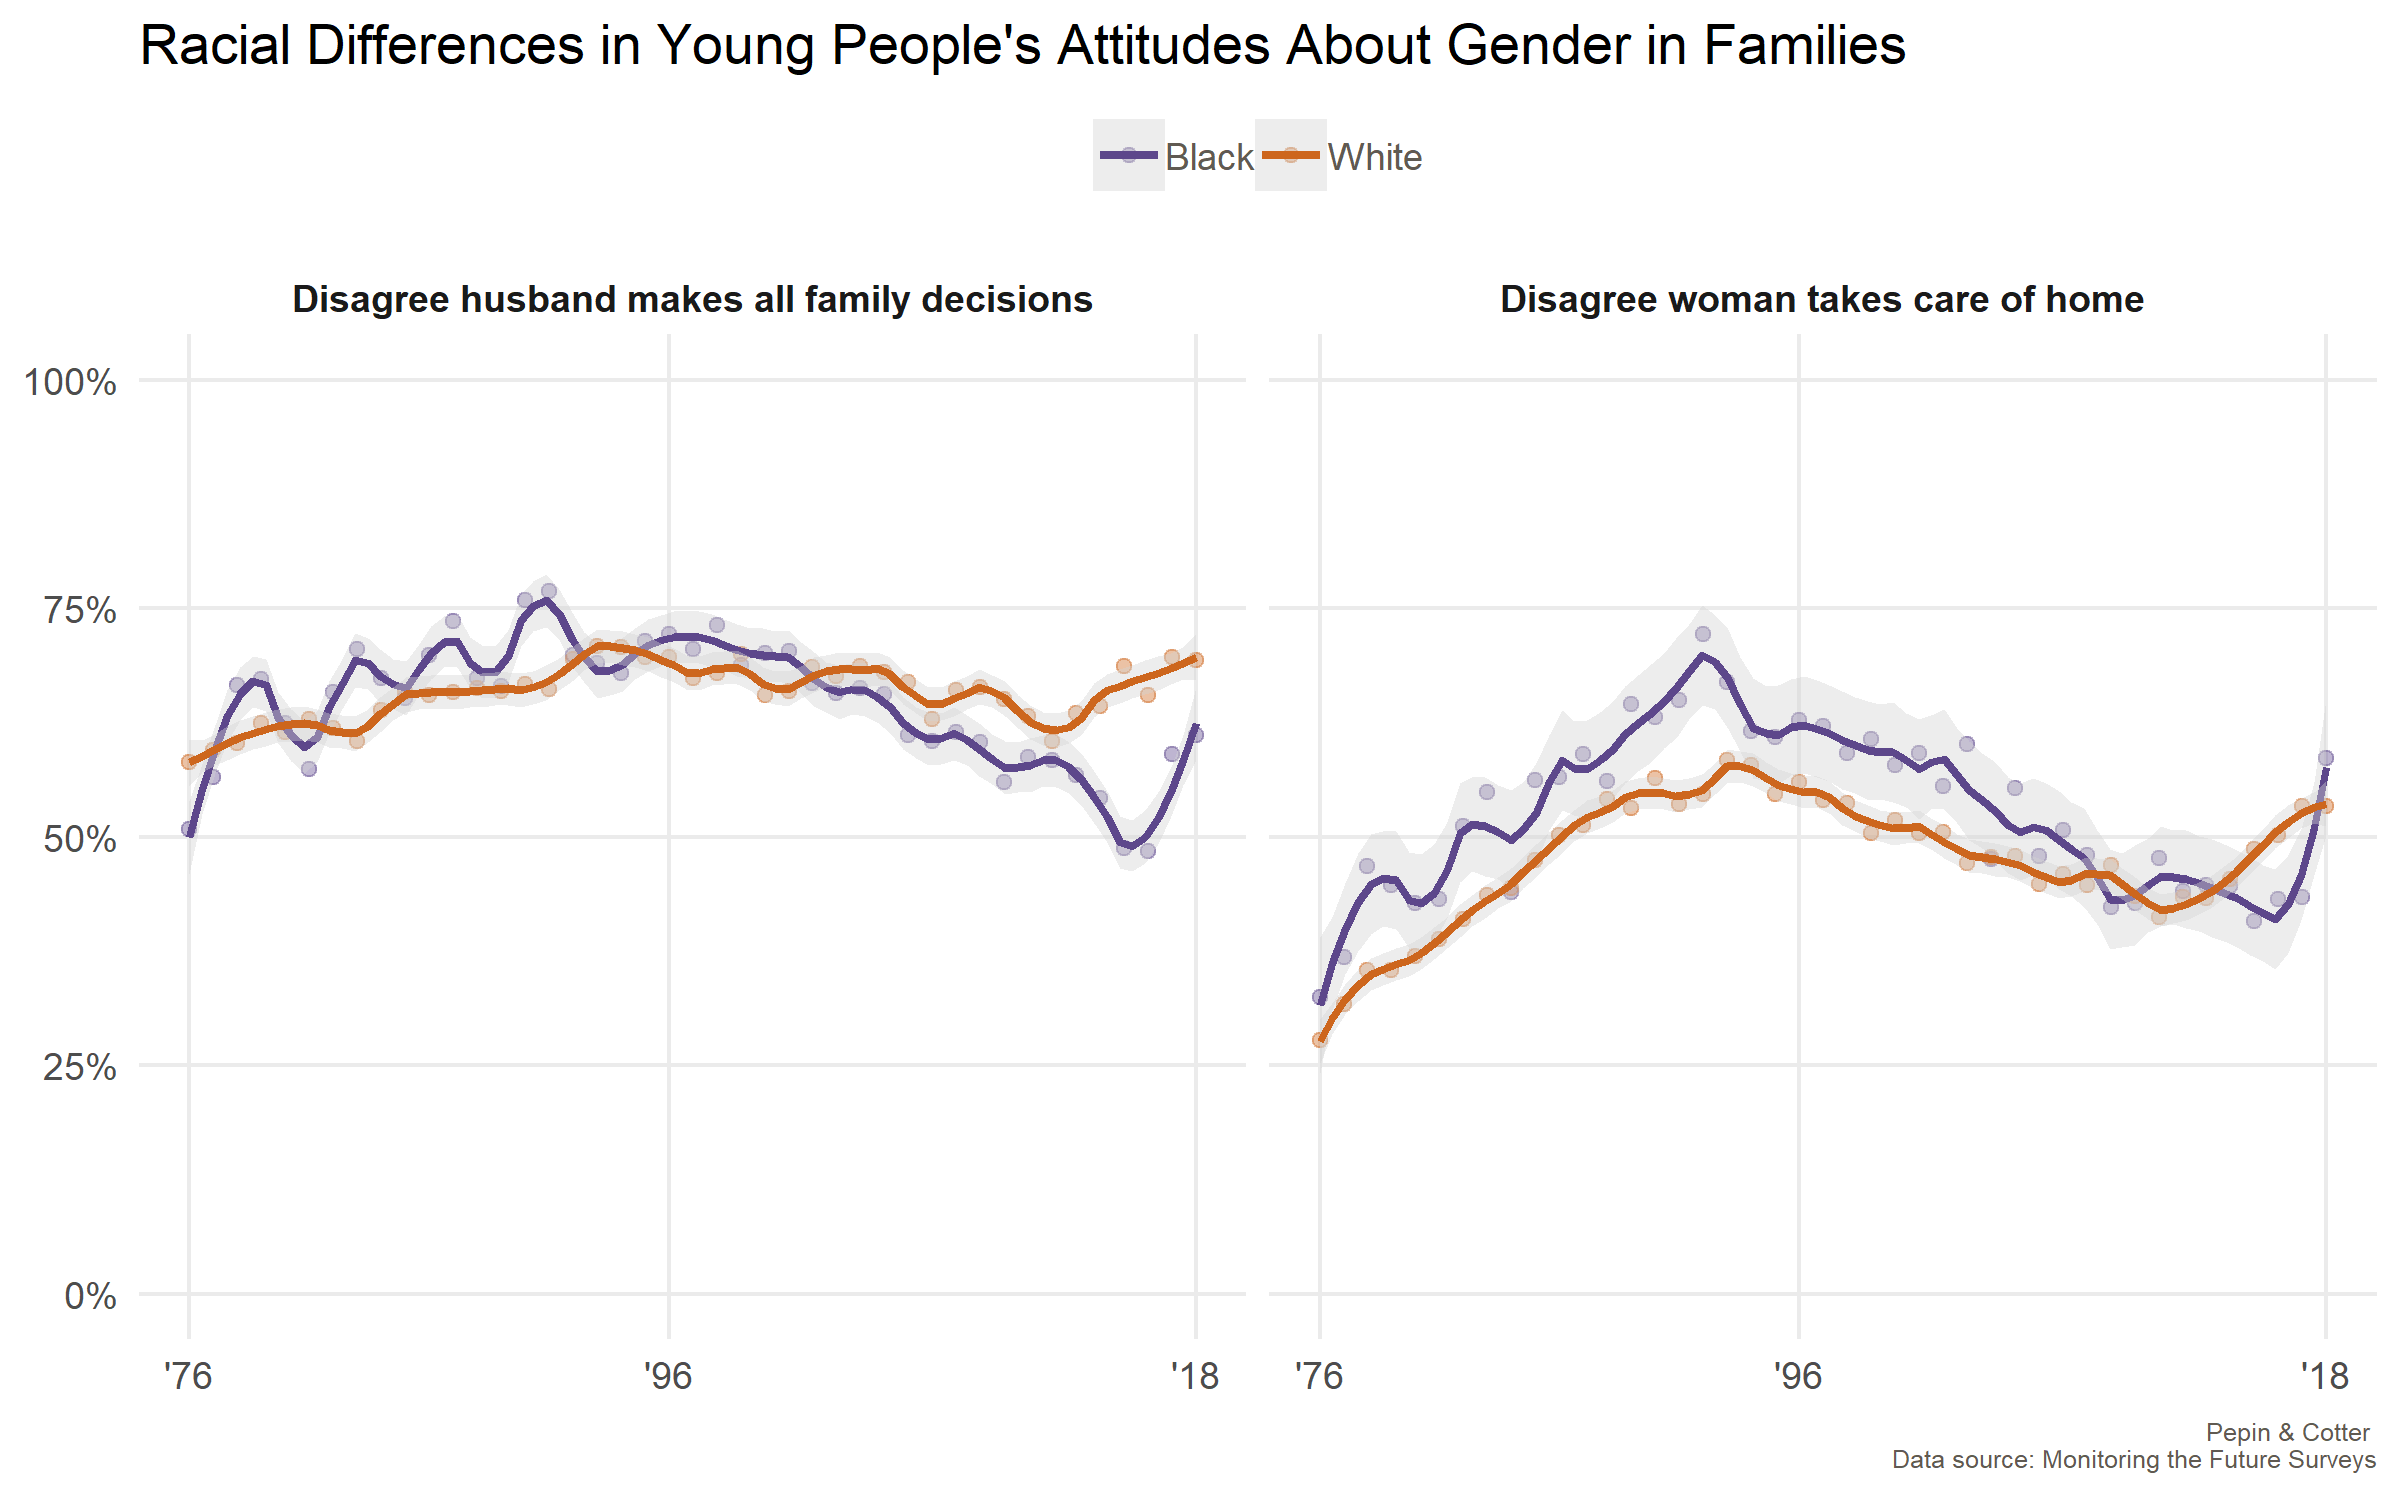 Racial Differences in Young People's Attitudes About Gender in Families
Black White
Disagree husband makes all family decisions
Disagree woman takes care of home
100%
75%
50%
25%
0%
'76 '96 '18
'76 '96 '18
Pepin & Cotter
Data source: Monitoring the Future Surveys